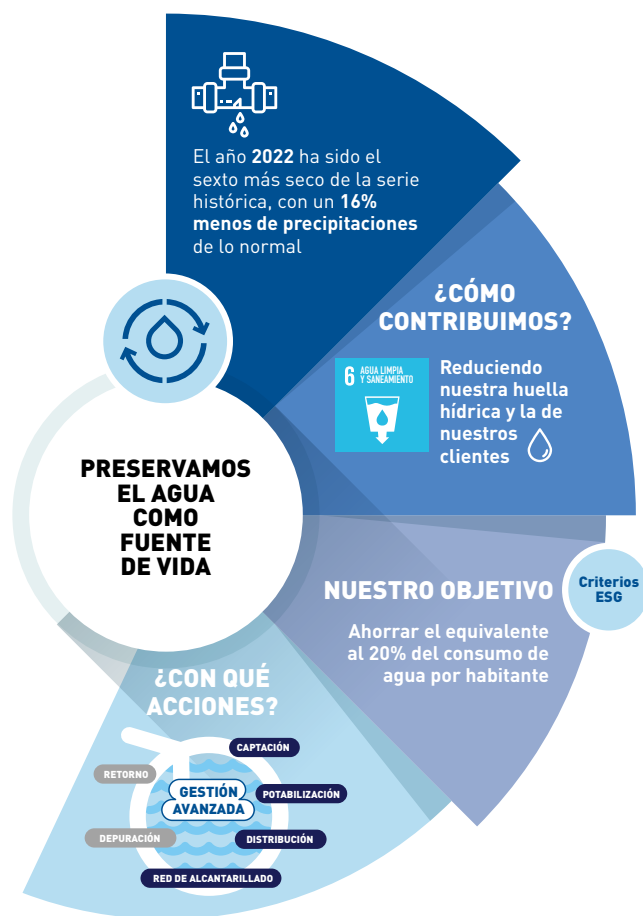 El año 2022 ha sido el
sexto más seco de la serie
histórica, con un 16%
menos de precipitaciones
de lo normal
¿CÓMO
CONTRIBUIMOS?
6 AGUA LIMPIA
Y SANEAMIENTO
Reduciendo
nuestra huella
hídrica y la de
nuestros
clientes
PRESERVAMOS
EL AGUA
COMO
FUENTE
DE VIDA
NUESTRO OBJETIVO
Criterios
ESG
Ahorrar el equivalente
al 20% del consumo de
agua por habitante
¿CON QUÉ
ACCIONES?
CAPTACIÓN
RETORNO
GESTIÓN
AVANZADA
POTABILIZACIÓN
DEPURACIÓN
DISTRIBUCIÓN
RED DE ALCANTARILLADO